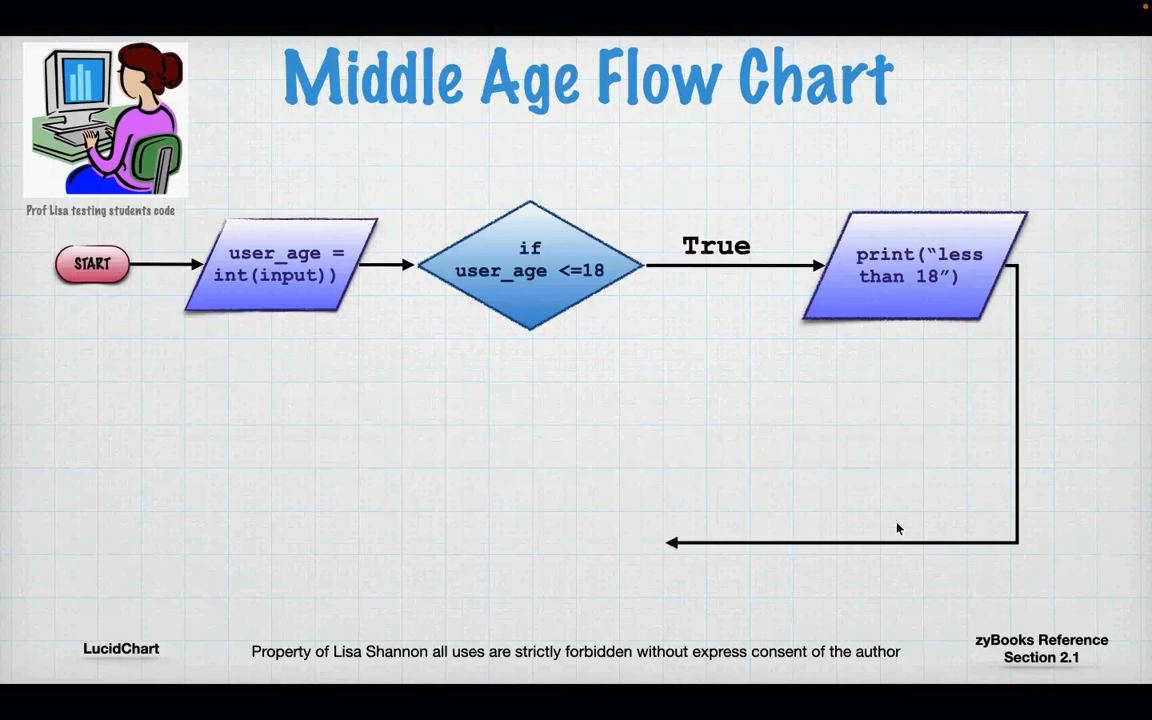 Middle Age Flow Chart
Prof Lisa testing students code
START
user_age =
int(input))
if
user_age <=18
True
print(“less
than 18”)
LucidChart
Property of Lisa Shannon all uses are strictly forbidden without express consent of the author
zyBooks Reference
Section 2.1